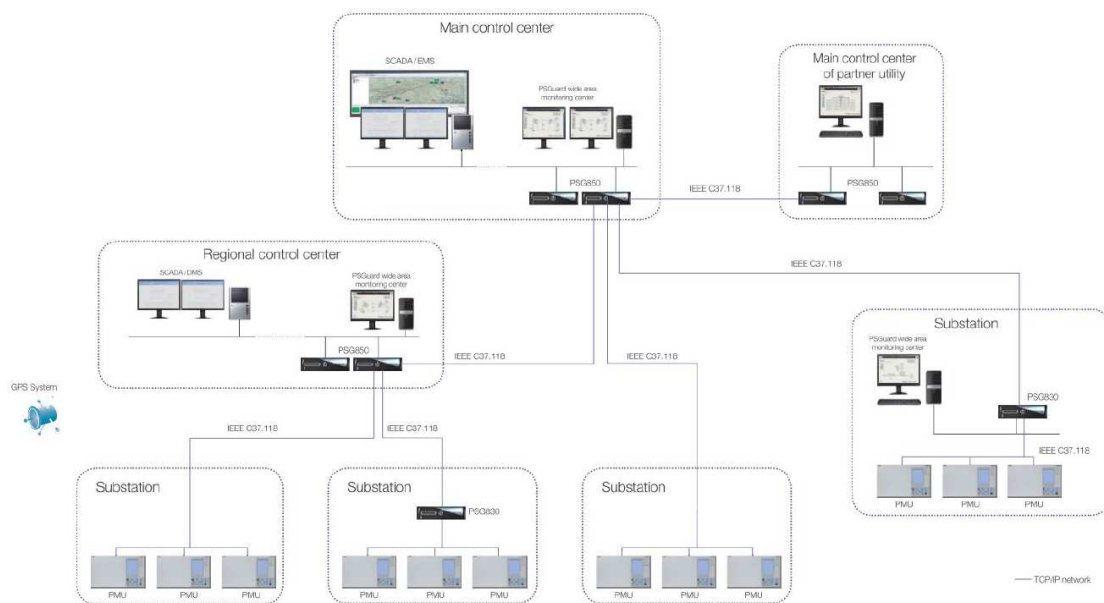 Main control center
SCADA / EMS
PSGuard wide area
monitoring center
PSG850
IEEE C37.118
Main control center
of partner utility
PSG850
Regional control center
SCADA / DMS
PSGuard wide area
monitoring center
PSG850
IEEE C37.118
IEEE C37.118
IEEE C37.118
Substation
PSGuard wide area
monitoring center
PSG830
IEEE C37.118
PMU
PMU
PMU
GPS System
IEEE C37.118
IEEE C37.118
Substation
PMU
PMU
PMU
Substation
PSG830
PMU
PMU
PMU
Substation
PMU
PMU
PMU
TCP/IP network